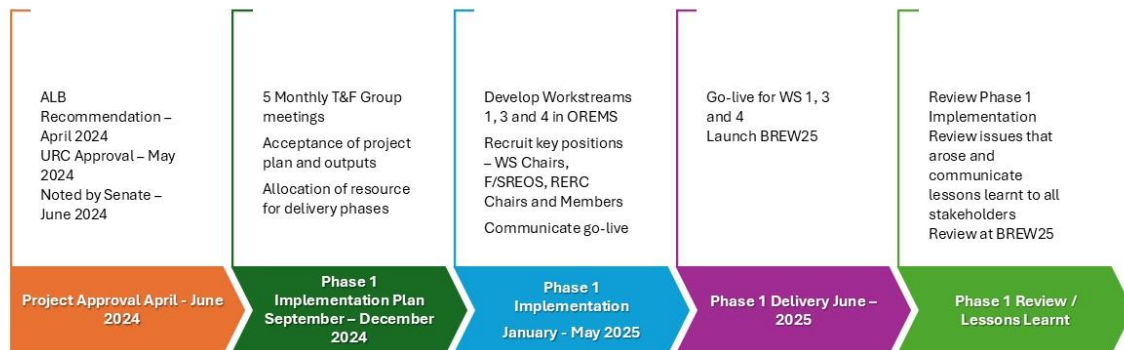 ALB
Recommendation –
April 2024
URC Approval – May
2024
Noted by Senate –
June 2024
Project Approval April - June
2024
5 Monthly T&F Group
meetings
Acceptance of project
plan and outputs
Allocation of resource
for delivery phases
Phase 1
Implementation Plan
September – December
2024
Develop Workstreams
1, 3 and 4 in OREMS
Recruit key positions
– WS Chairs,
F/SREOS, RERC
Chairs and Members
Communicate go-live
Phase 1
Implementation
January - May 2025
Go-live for WS 1, 3
and 4
Launch BREW25
Phase 1 Delivery June –
2025
Review Phase 1
Implementation
Review issues that
arose and
communicate
lessons learnt to all
stakeholders
Review at BREW25
Phase 1 Review /
Lessons Learnt